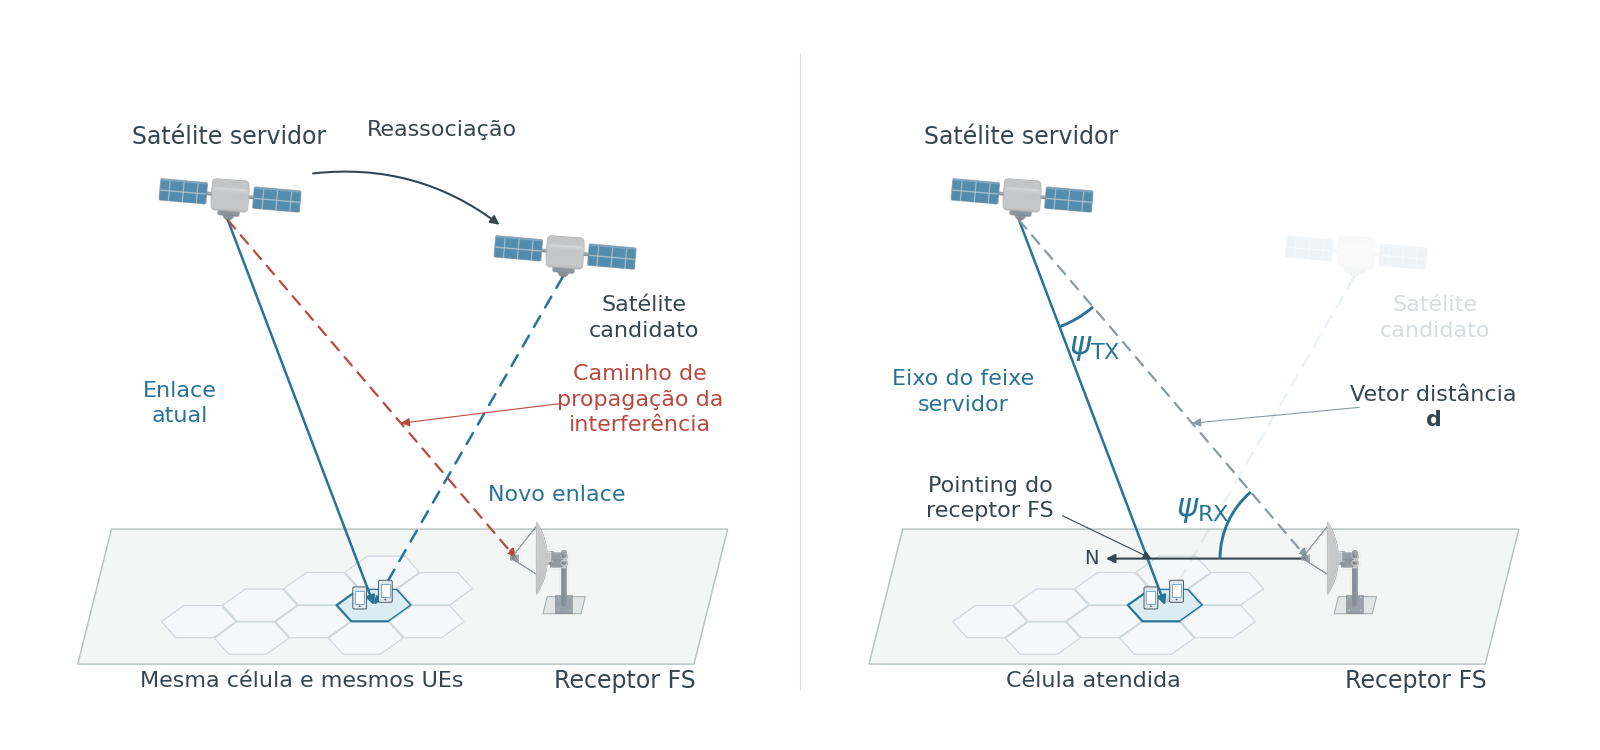 Satélite servidor
Reassociação
Satélite
candidato
Caminho de
propagação da
interferência
Enlace
atual
Novo enlace
Mesma célula e mesmos UEs
Receptor FS
Satélite servidor
Satélite
candidato
ψTX
Eixo do feixe
servidor
Vetor distância
d
Pointing do
receptor FS
ψRX
N
Célula atendida
Receptor FS